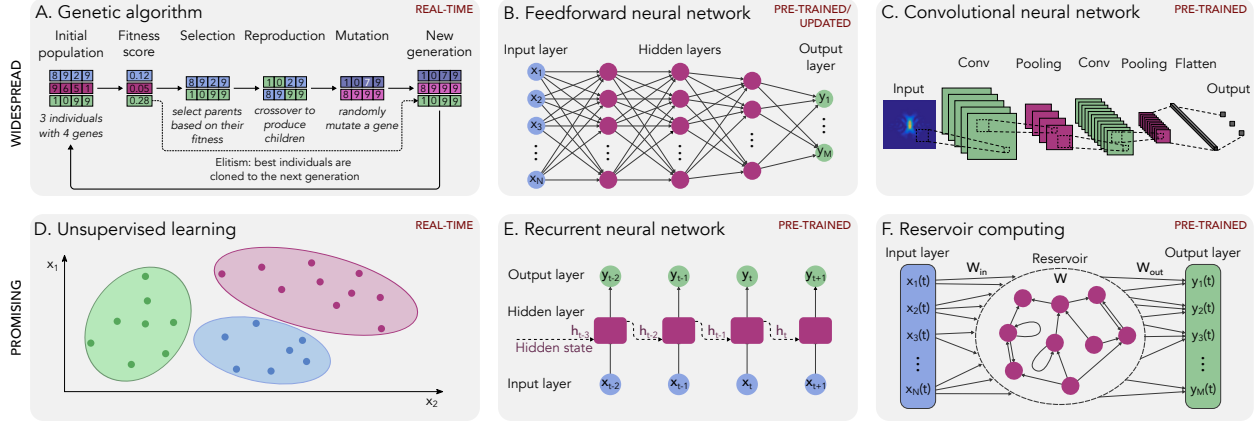 WIDESPREAD
A. Genetic algorithm
REAL-TIME
Initial population
Fitness score
Selection
Reproduction
Mutation
New generation
8 9 2 9
9 6 5 1
1 0 9 9
0.12
0.05
0.28
8 9 2 9
1 0 9 9
1 0 2 9
8 9 9 9
1 0 7 9
8 9 9 9
1 0 7 9
8 9 9 9
1 0 9 9
3 individuals
with 4 genes
select parents
based on their
fitness
crossover to
produce
children
randomly
mutate a gene
Elitism: best individuals are
cloned to the next generation
B. Feedforward neural network
PRE-TRAINED/
UPDATED
Input layer
Hidden layers
Output
layer
x1
x2
x3
xN
y1
yM
C. Convolutional neural network
PRE-TRAINED
Input
Conv
Pooling
Conv
Pooling
Flatten
Output
PROMISING
D. Unsupervised learning
REAL-TIME
x1
x2
E. Recurrent neural network
PRE-TRAINED
Output layer
yt-2
yt-1
yt
yt+1
Hidden layer
ht-3
ht-2
ht-1
ht
Hidden state
Input layer
xt-2
xt-1
xt
xt+1
F. Reservoir computing
PRE-TRAINED
Input layer
Win
Reservoir
W
Wout
Output layer
x1(t)
x2(t)
x3(t)
xN(t)
y1(t)
y2(t)
y3(t)
yM(t)